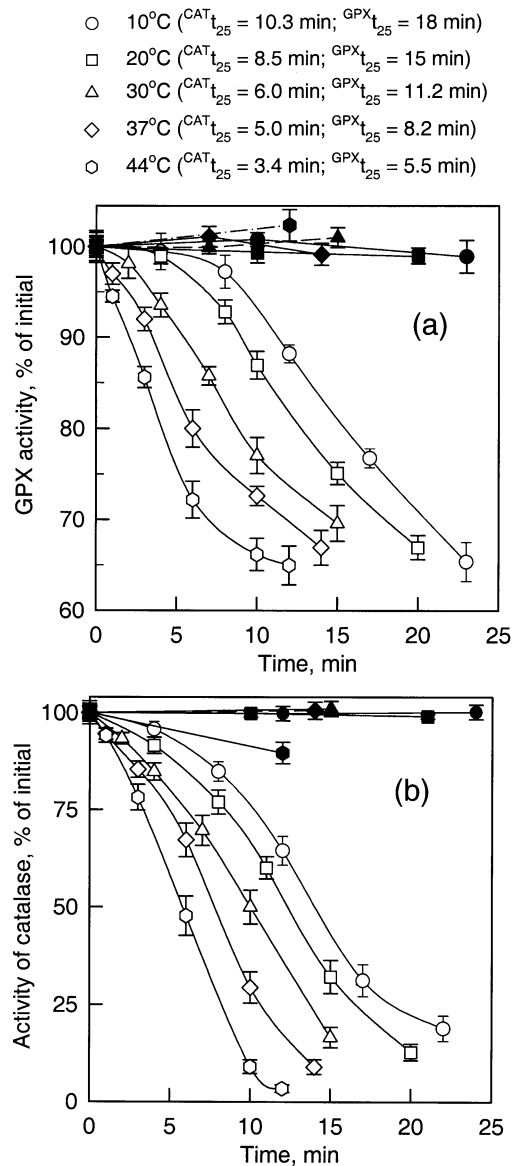 10°C (CATt25 = 10.3 min; GPXt25 = 18 min)
20°C (CATt25 = 8.5 min; GPXt25 = 15 min)
30°C (CATt25 = 6.0 min; GPXt25 = 11.2 min)
37°C (CATt25 = 5.0 min; GPXt25 = 8.2 min)
44°C (CATt25 = 3.4 min; GPXt25 = 5.5 min)
GPX activity, % of initial
100
90
80
70
60
(a)
0 5 10 15 20 25
Time, min
Activity of catalase, % of initial
100
75
50
25
0
(b)
0 5 10 15 20 25
Time, min